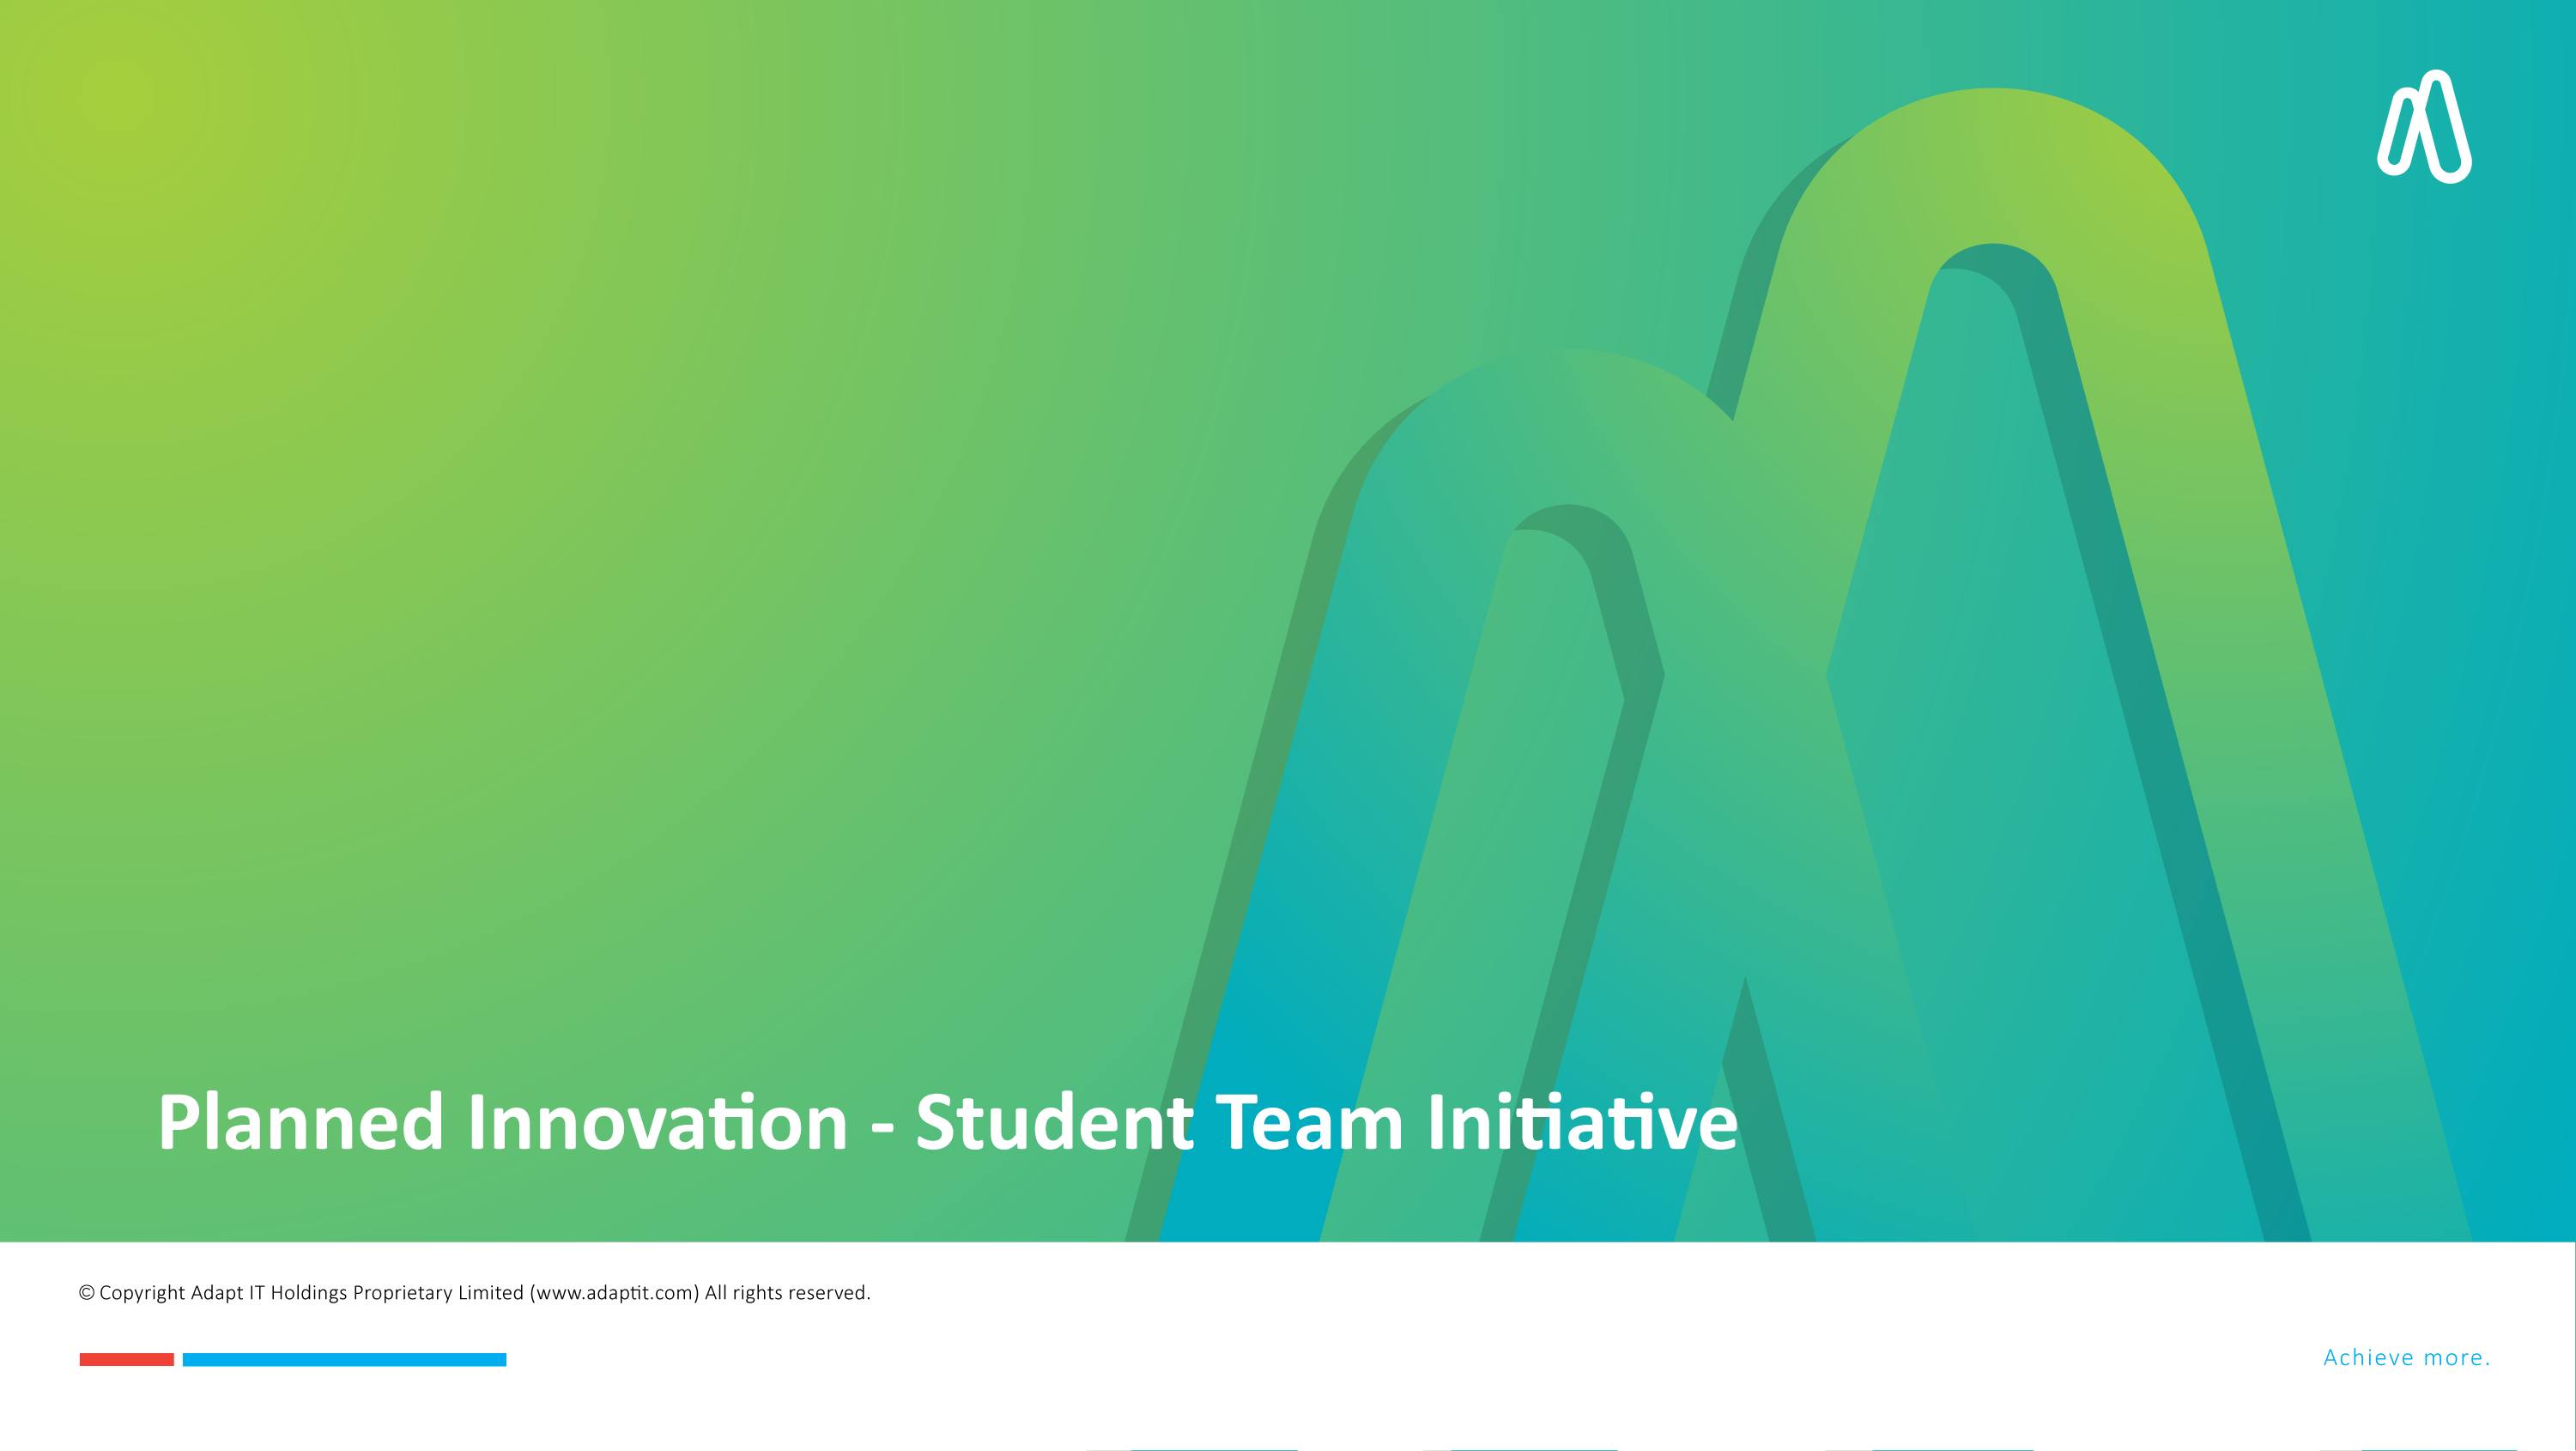 Planned Innovation - Student Team Initiative
© Copyright Adapt IT Holdings Proprietary Limited (www.adaptit.com) All rights reserved.
Achieve more.